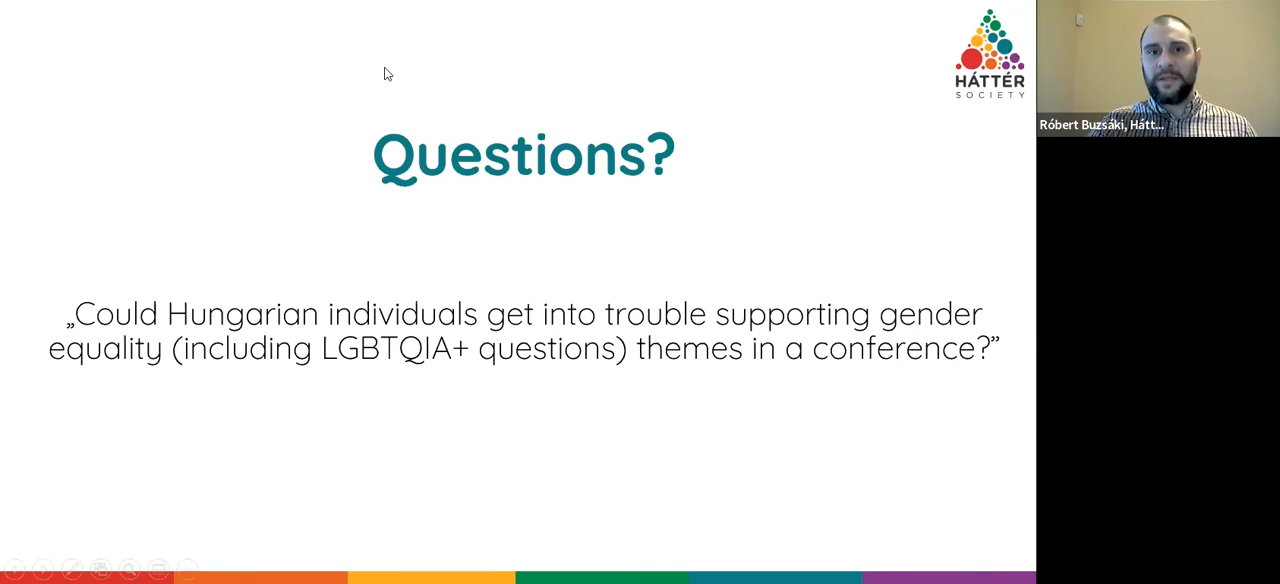 HÁTTÉR
SOCIETY
Róbert Buzsáki, Hátt...
Questions?
„Could Hungarian individuals get into trouble supporting gender
equality (including LGBTQIA+ questions) themes in a conference?”